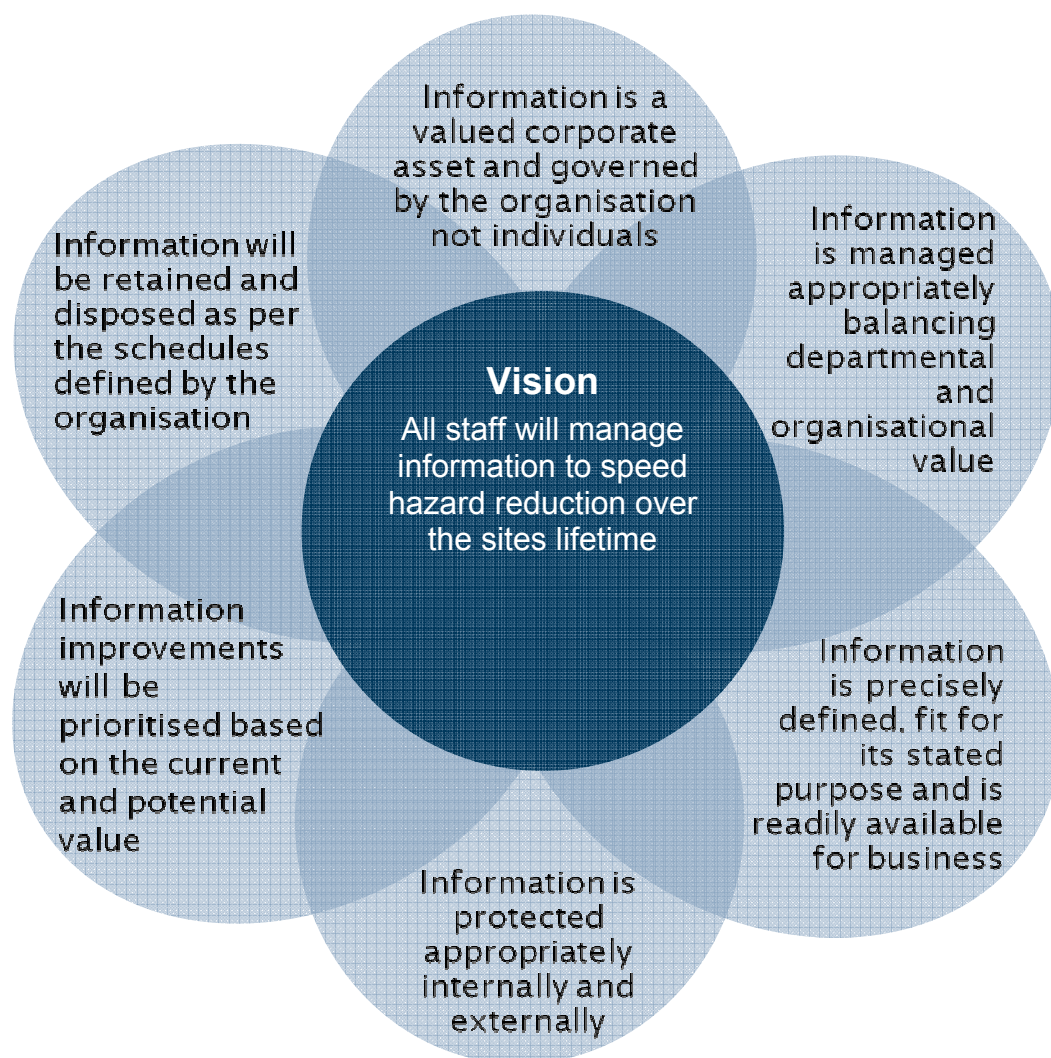 Information is a
valued corporate
asset and governed
by the organisation
not individuals
Information
is managed
appropriately
balancing
departmental
and
organisational
value
Information
is precisely
defined, fit for
its stated
purpose and is
readily available
for business
Information is
protected
appropriately
internally and
externally
Information
improvements
will be
prioritised based
on the current
and potential
value
Information will
be retained and
disposed as per
the schedules
defined by the
organisation
Vision
All staff will manage
information to speed
hazard reduction over
the sites lifetime